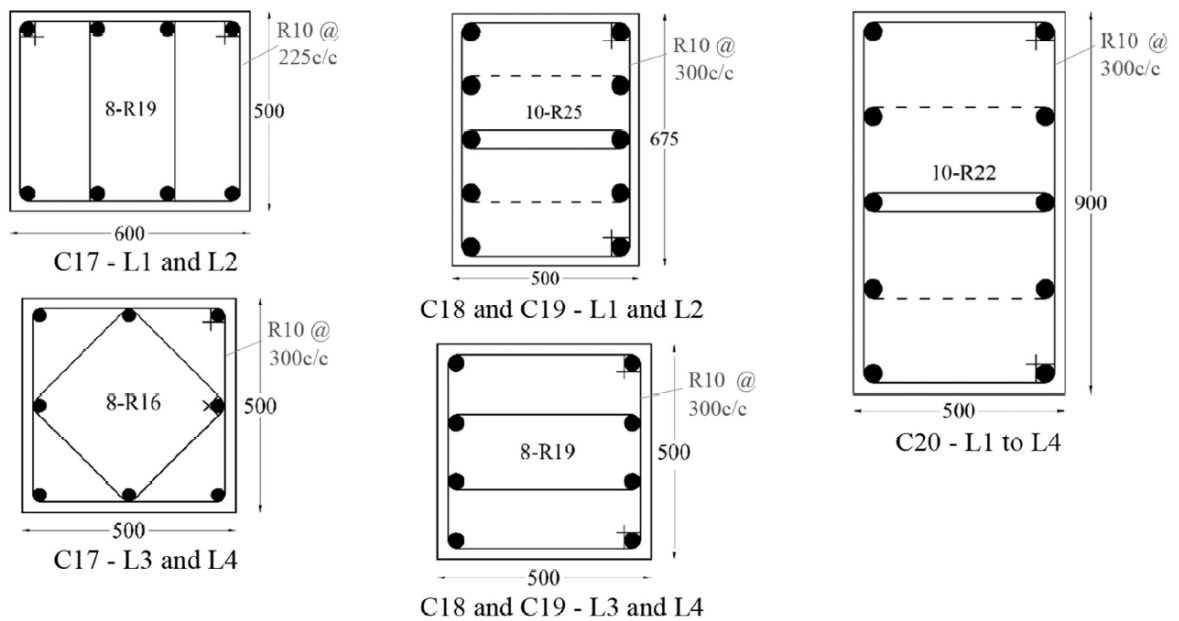 R10 @
225c/c
8-R19
500
600
C17 - L1 and L2
R10 @
300c/c
10-R25
675
500
C18 and C19 - L1 and L2
R10 @
300c/c
10-R22
900
500
C20 - L1 to L4
R10 @
300c/c
8-R16
500
500
C17 - L3 and L4
R10 @
300c/c
8-R19
500
500
C18 and C19 - L3 and L4